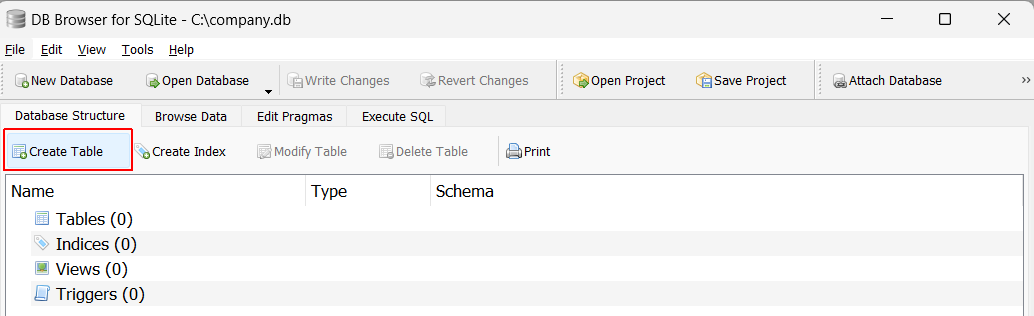 DB Browser for SQLite - C:\company.db
File Edit View Tools Help
New Database Open Database Write Changes Revert Changes Open Project Save Project Attach Database »
Database Structure Browse Data Edit Pragmas Execute SQL
Create Table Create Index Modify Table Delete Table Print
Name Type Schema
Tables (0)
Indices (0)
Views (0)
Triggers (0)